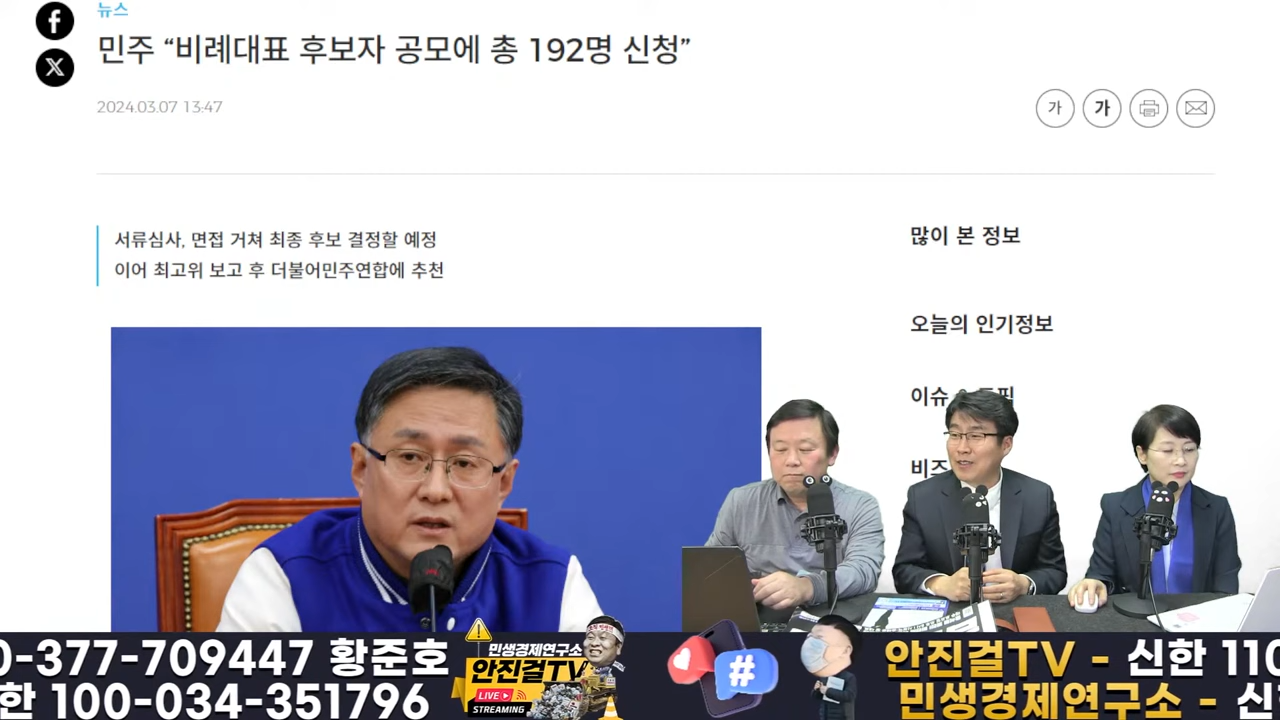 뉴스
민주 “비례대표 후보자 공모에 총 192명 신청”
2024.03.07 13:47
가 가
서류심사, 면접 거쳐 최종 후보 결정할 예정
이어 최고위 보고 후 더불어민주연합에 추천
많이 본 정보
오늘의 인기정보
이슈
비즈
0-377-709447 황준호
한 100-034-351796
민생경제연구소
안진걸TV
LIVE
STREAMING
#
안진걸TV - 신한 110
민생경제연구소 -